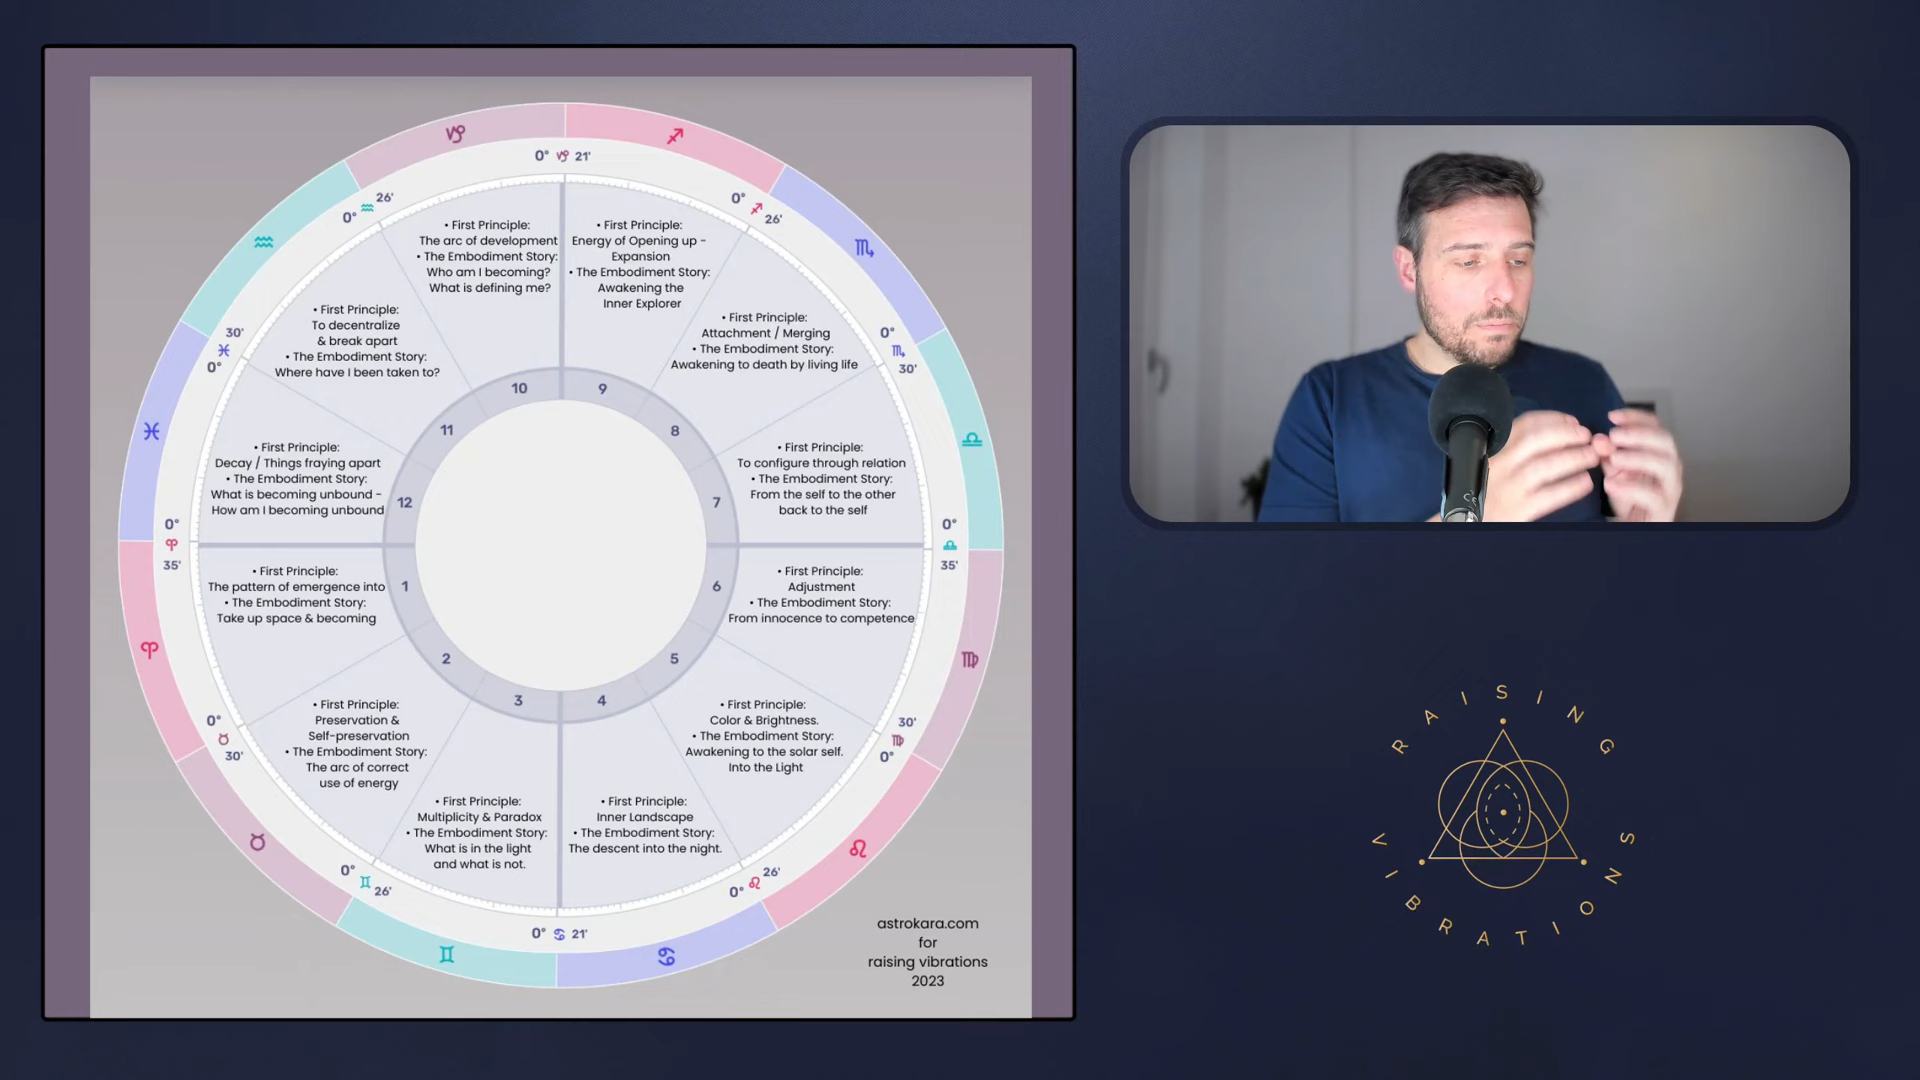 ♑ ♐
0° ♑ 21'
0° ♒ 26'
0° ♐ 26'
♒
♏
• First Principle:
The arc of development
• The Embodiment Story:
Who am I becoming?
What is defining me?
• First Principle:
Energy of Opening up -
Expansion
• The Embodiment Story:
Awakening the
Inner Explorer
• First Principle:
To decentralize
& break apart
• The Embodiment Story:
Where have I been taken to?
• First Principle:
Attachment / Merging
• The Embodiment Story:
Awakening to death by living life
30' ♓ 0°
0° ♏ 30'
10 9
11 8
♓
♎
• First Principle:
Decay / Things fraying apart
• The Embodiment Story:
What is becoming unbound -
How am I becoming unbound
• First Principle:
To configure through relation
• The Embodiment Story:
From the self to the other
back to the self
12 7
0° ♈ 35'
0° ♎ 35'
• First Principle:
The pattern of emergence into
• The Embodiment Story:
Take up space & becoming
• First Principle:
Adjustment
• The Embodiment Story:
From innocence to competence
1 6
♈
♍
2 5
3 4
• First Principle:
Preservation &
Self-preservation
• The Embodiment Story:
The arc of correct
use of energy
• First Principle:
Color & Brightness.
• The Embodiment Story:
Awakening to the solar self.
Into the Light
0° ♉ 30'
30' ♍ 0°
• First Principle:
Multiplicity & Paradox
• The Embodiment Story:
What is in the light
and what is not.
• First Principle:
Inner Landscape
• The Embodiment Story:
The descent into the night.
♉
♌
0° ♊ 26'
0° ♌ 26'
0° ♋ 21'
♊ ♋
astrokara.com
for
raising vibrations
2023
RAISING
VIBRATIONS